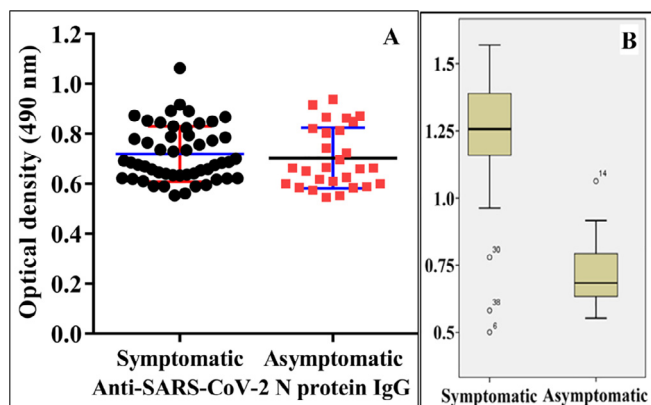 A
Optical density (490 nm)
1.2
1.0
0.8
0.6
0.4
0.2
0.0
Symptomatic Asymptomatic
Anti-SARS-CoV-2 N protein IgG
B
1.5
1.25
1.0
0.75
0.5
14
30
38
6
Symptomatic Asymptomatic